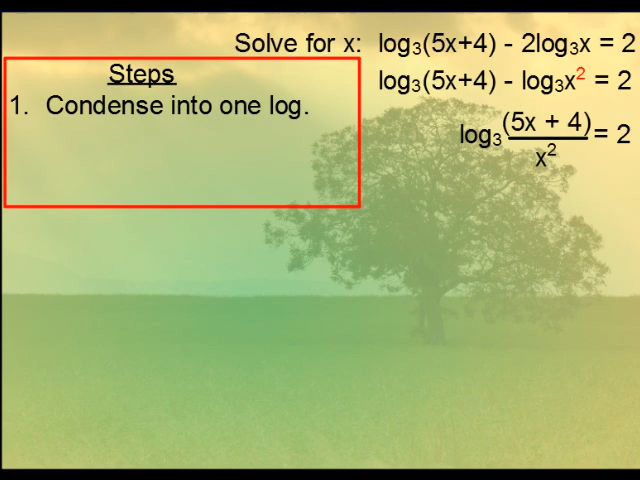 Solve for x: log₃(5x+4) - 2log₃x = 2
Steps
log₃(5x+4) - log₃x² = 2
1. Condense into one log.
log₃ (5x + 4) = 2
x²